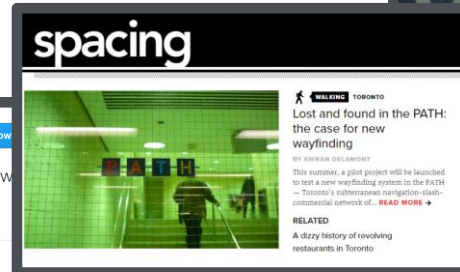 spacing
WALKING TORONTO
Lost and found in the PATH:
the case for new
wayfinding
BY KIERAN DELAMONT
This summer, a pilot project will be launched
to test a new wayfinding system in the PATH
— Toronto's subterranean navigation-slash-
commercial network of... READ MORE →
RELATED
A dizzy history of revolving
restaurants in Toronto
PATH